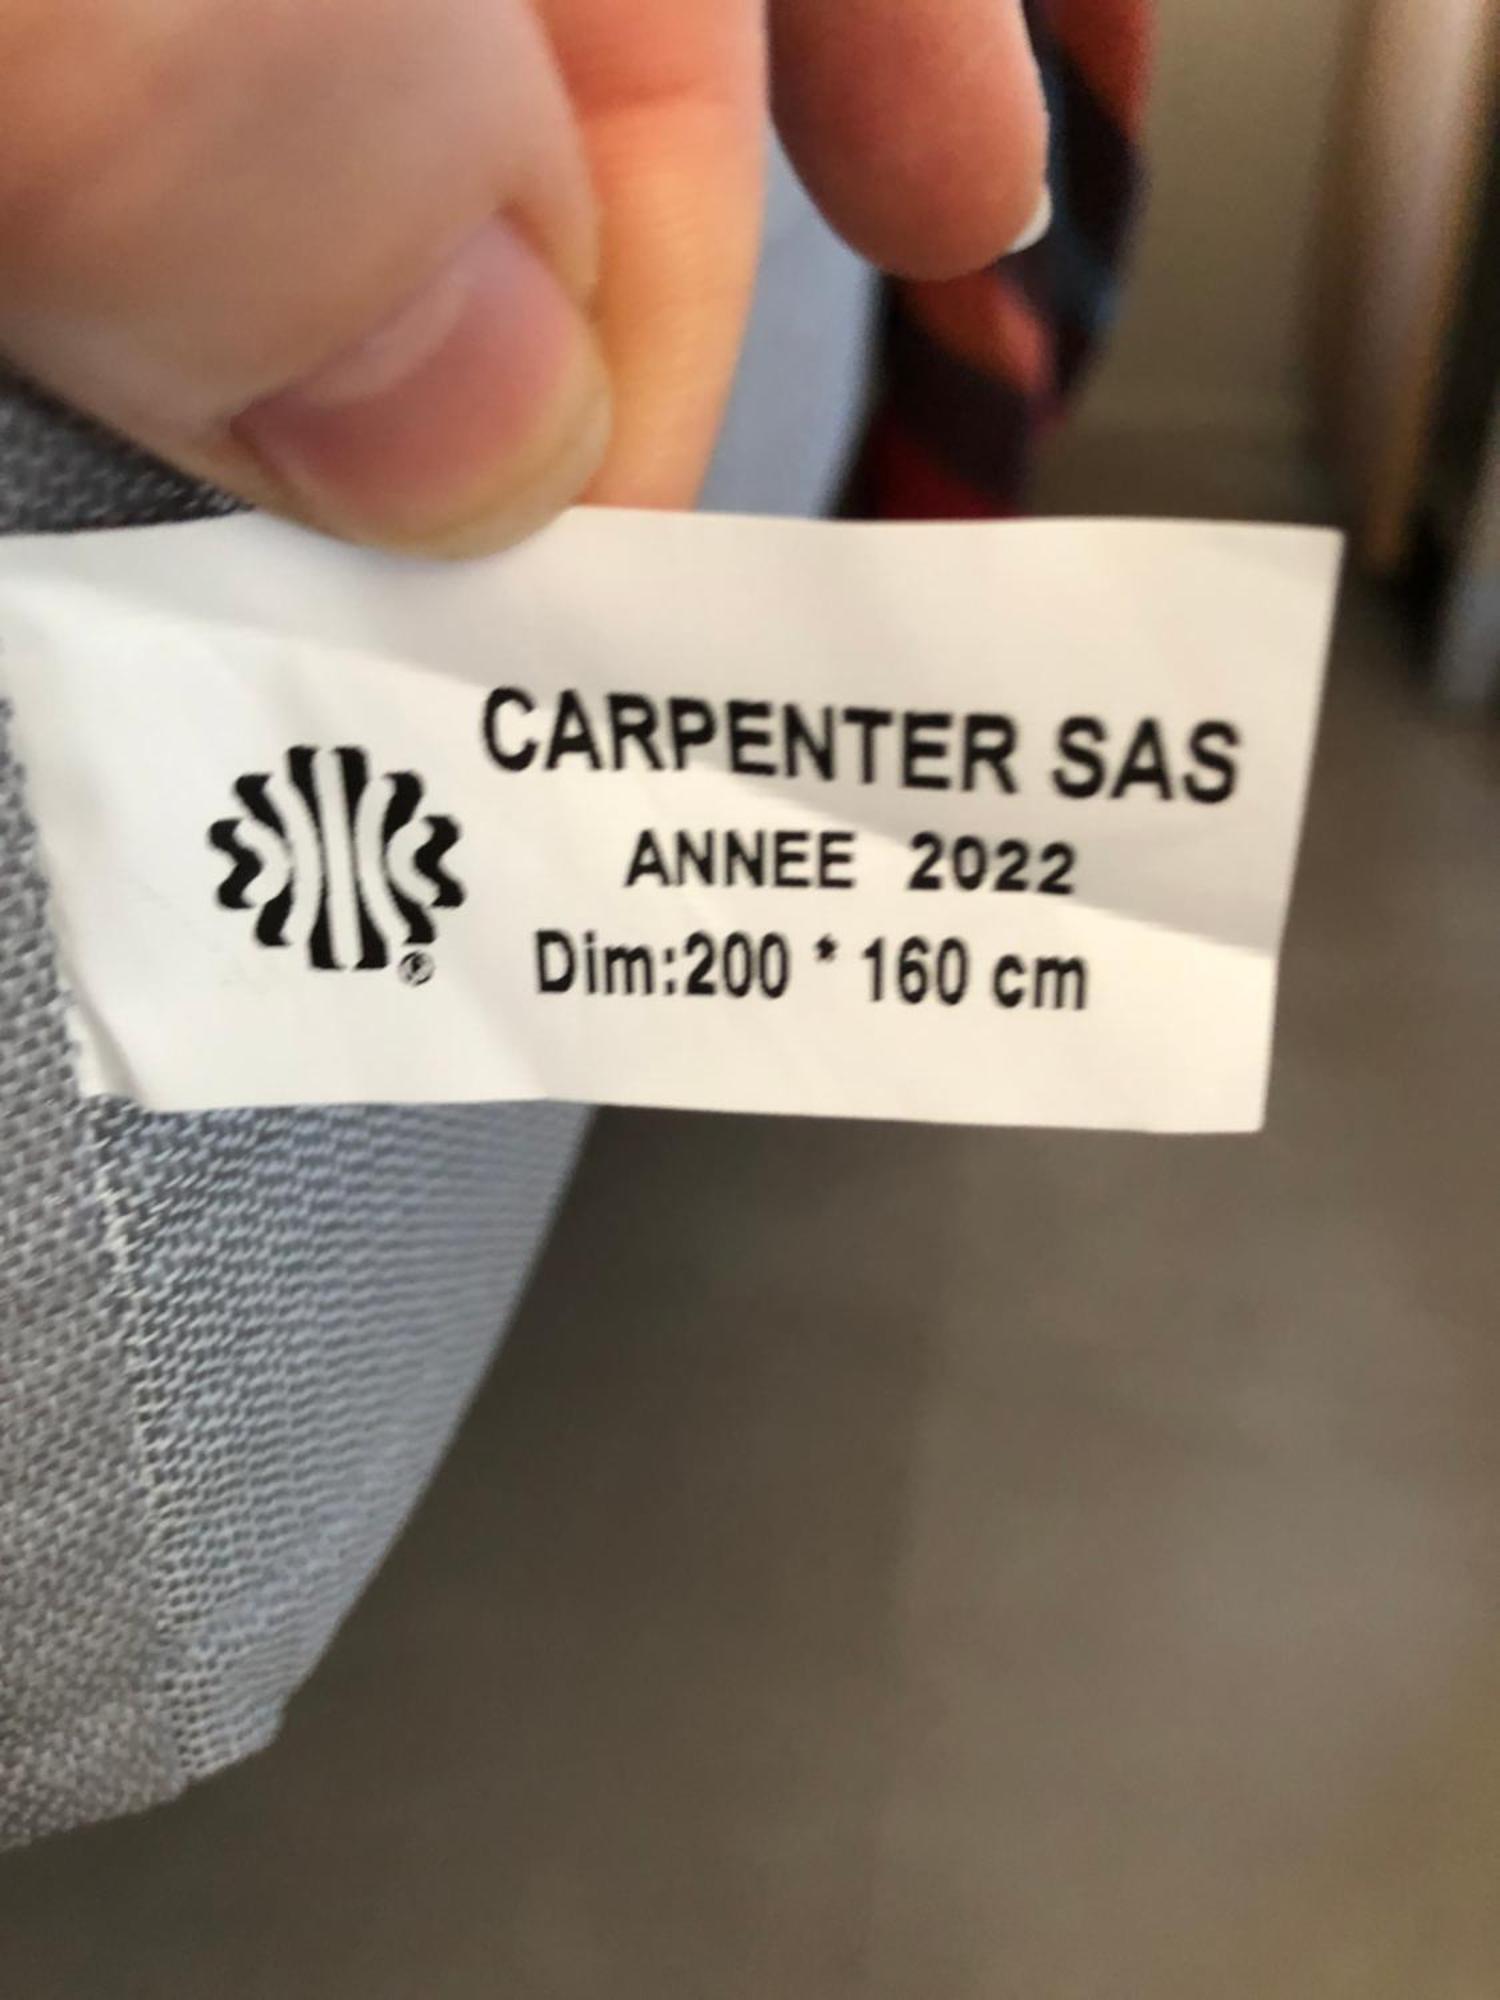 CARPENTER SAS
ANNEE 2022
Dim:200 * 160 cm
®